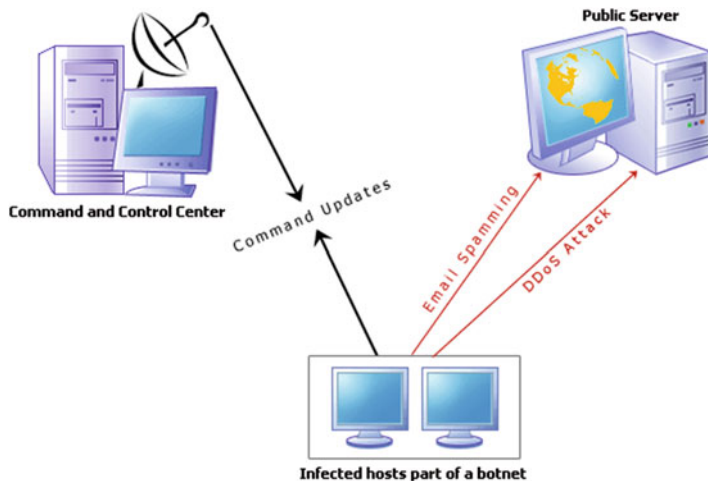 Public Server
Command and Control Center
Command Updates
Email Spamming
DDoS Attack
Infected hosts part of a botnet